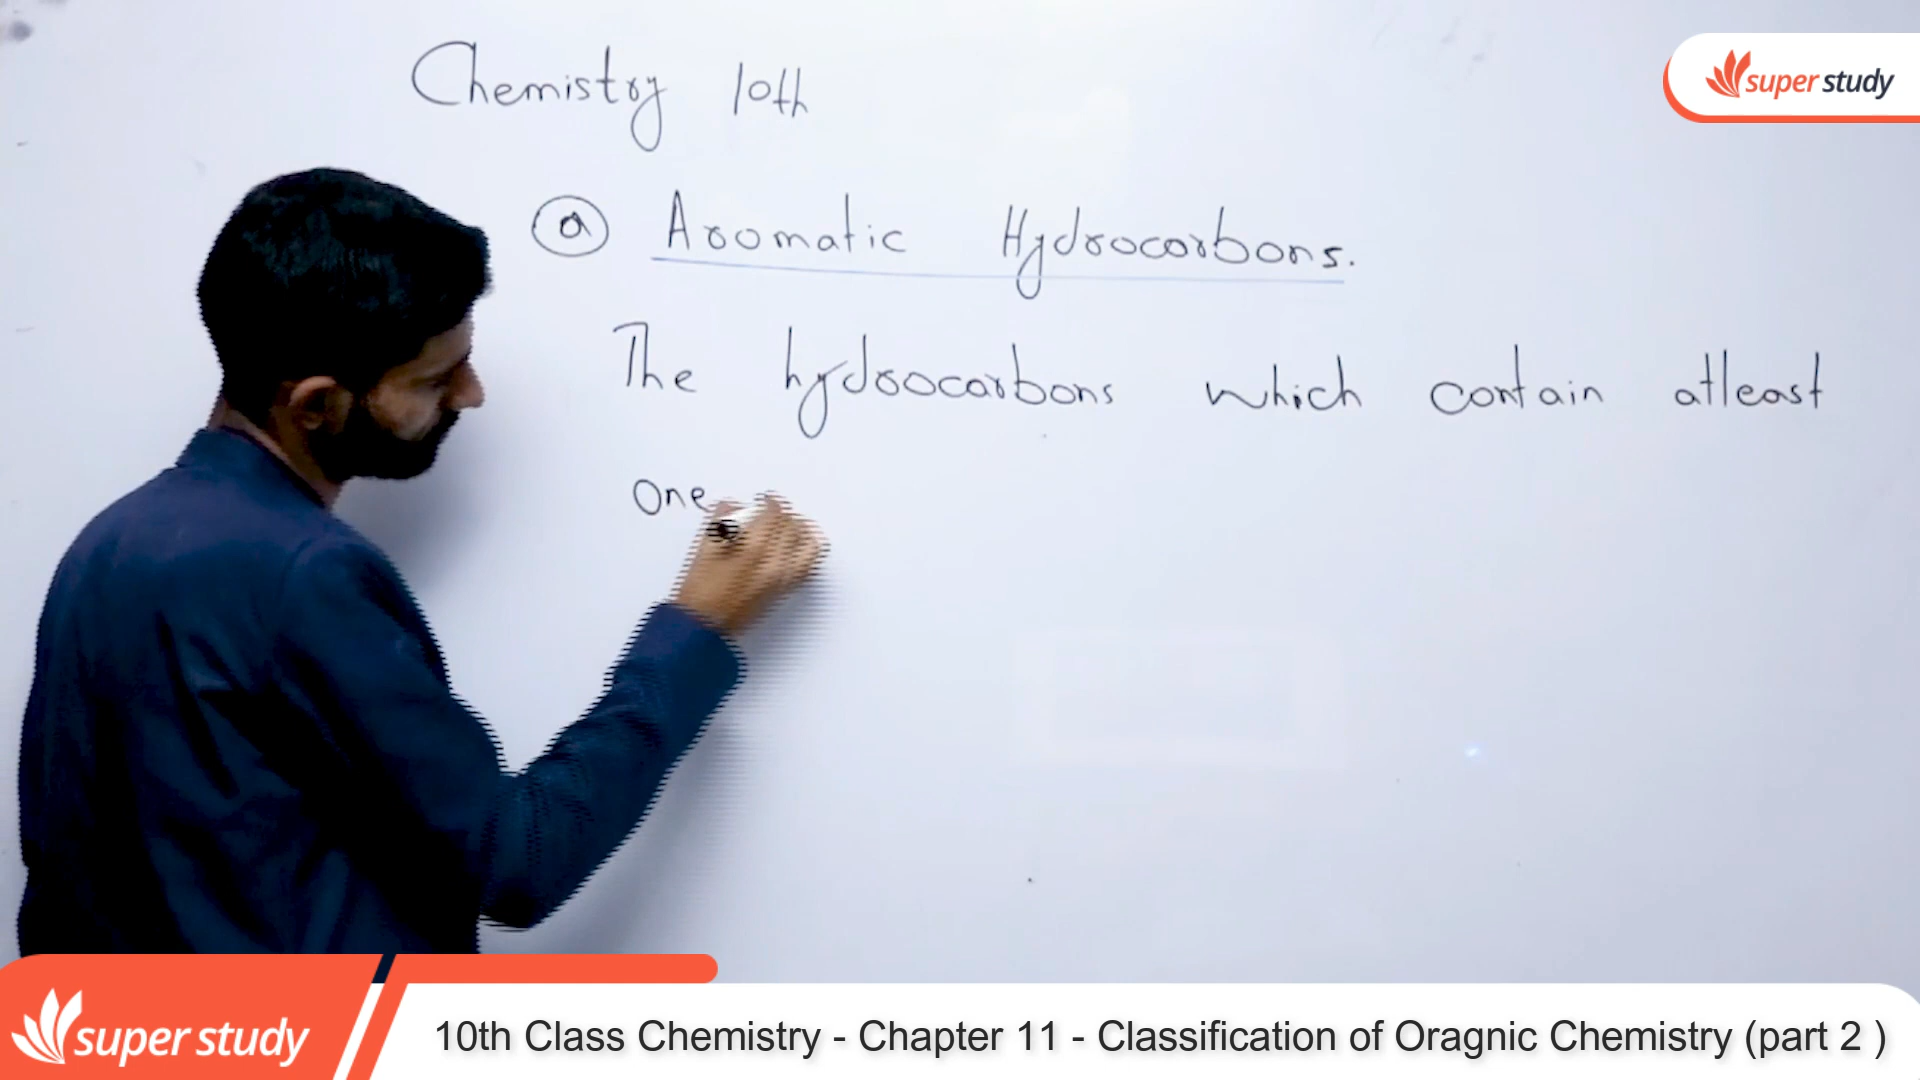 Chemistry 10th
super study
a Aromatic Hydrocarbons.
The hydrocarbons which contain atleast
One
super study
10th Class Chemistry - Chapter 11 - Classification of Oragnic Chemistry (part 2 )